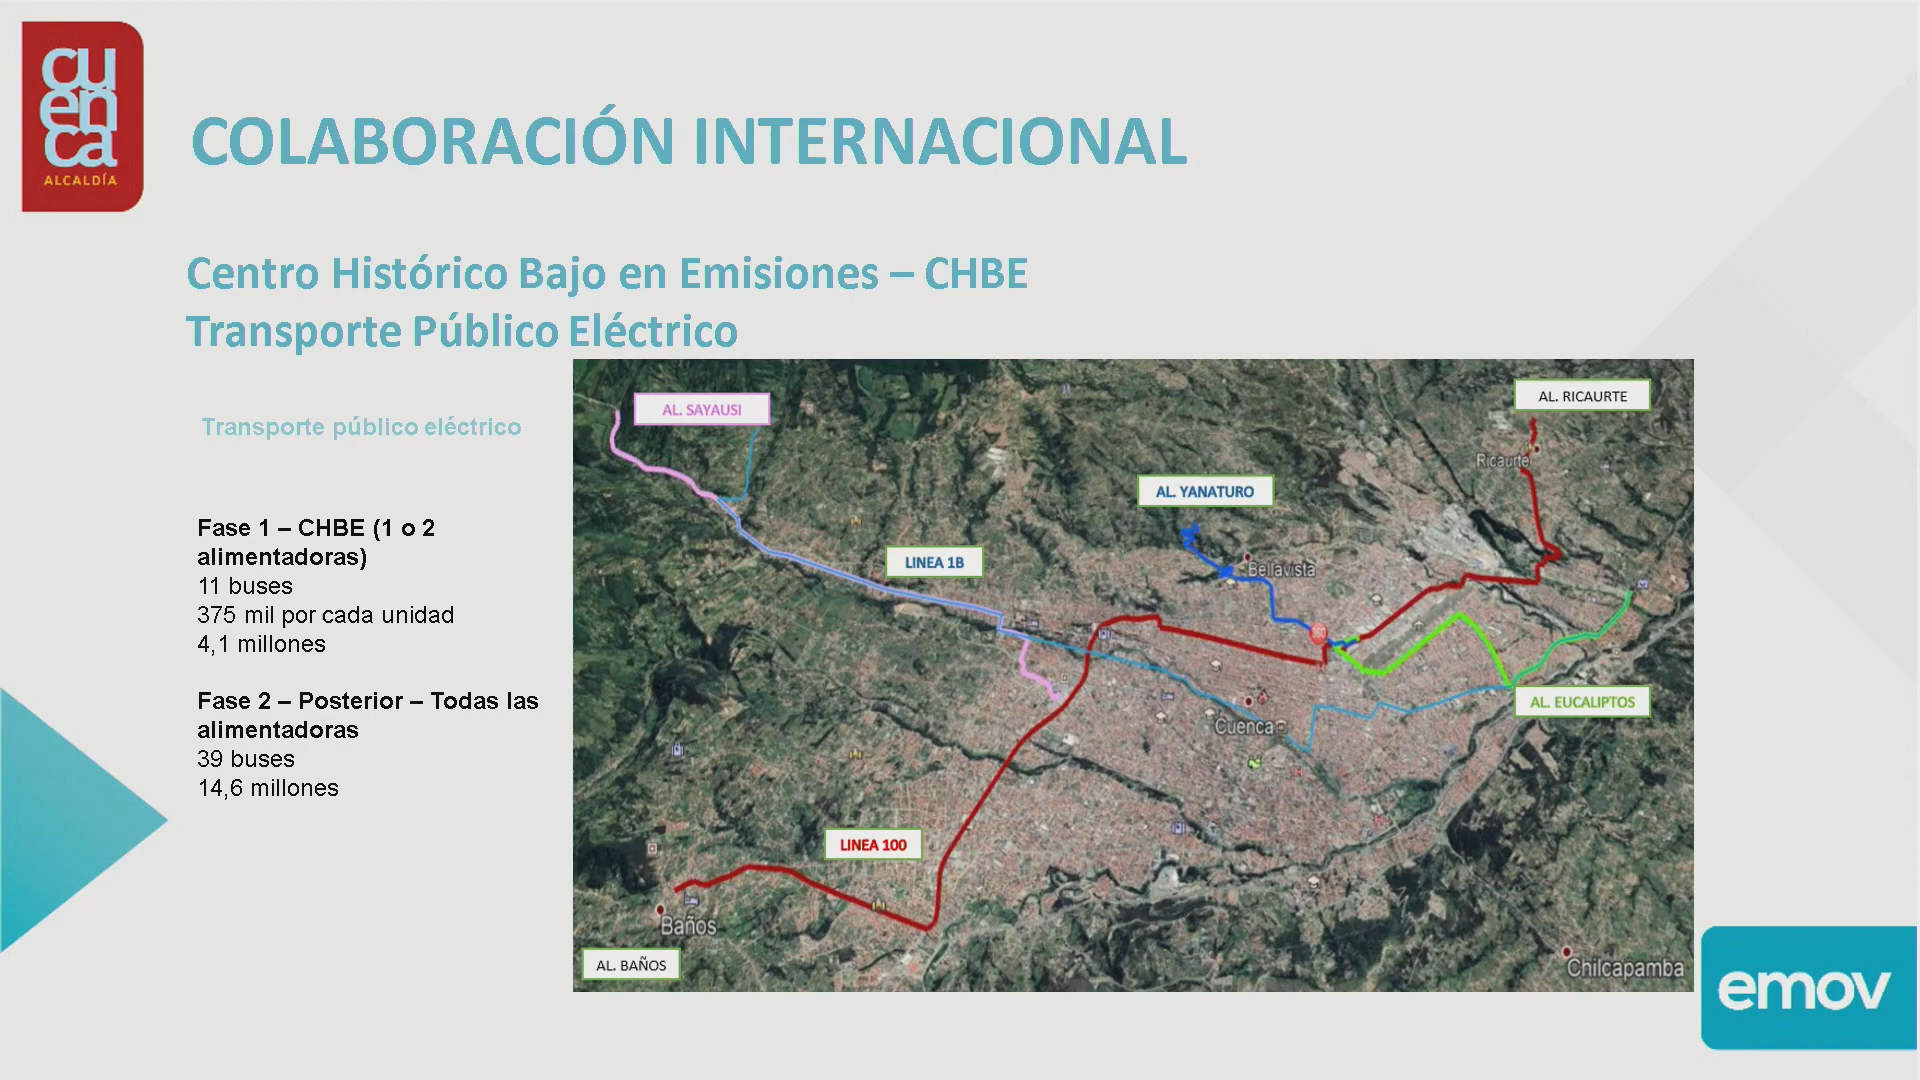 cu
en
ca
ALCALDÍA
COLABORACIÓN INTERNACIONAL
Centro Histórico Bajo en Emisiones – CHBE
Transporte Público Eléctrico
Transporte público eléctrico
Fase 1 – CHBE (1 o 2
alimentadoras)
11 buses
375 mil por cada unidad
4,1 millones
Fase 2 – Posterior – Todas las
alimentadoras
39 buses
14,6 millones
AL. SAYAUSI
AL. RICAURTE
Ricaurte
AL. YANATURO
LINEA 1B
Bellavista
AL. EUCALIPTOS
Cuenca
LINEA 100
Baños
AL. BAÑOS
Chilcapamba
emov